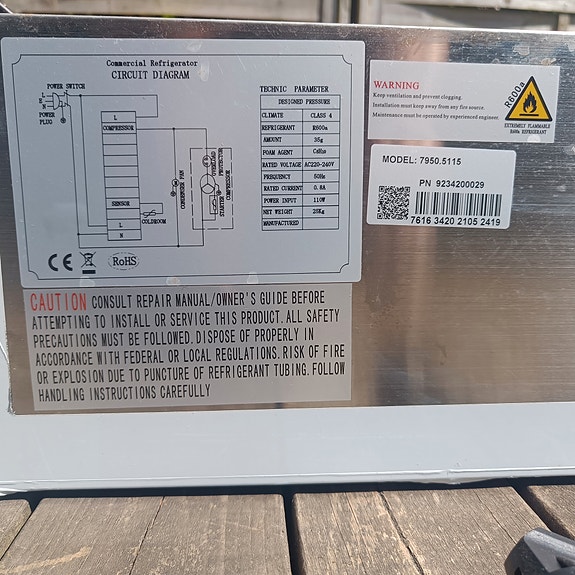 Commercial Refrigerator
CIRCUIT DIAGRAM
POWER SWITCH
L
S
N
POWER
PLUG
L
COMPRESSOR
SENSOR
L
N
COLDROOM
CONDENSER FAN
OVERLOAD
PROTECTOR
STARTER
COMPRESSOR
TECHNIC PARAMETER
DESIGNED PRESSURE
CLIMATE CLASS 4
REFRIGERANT R600a
AMOUNT 35g
FOAM AGENT
RATED VOLTAGE AC220-240V
FREQUENCY 50Hz
RATED CURRENT 0.8A
POWER INPUT 110W
NET WEIGHT 25Kg
MANUFACTURED
CE
RoHS
WARNING
Keep ventilation and prevent clogging.
Installation must keep away from any fire source.
Maintenance must be operated by experienced engineer.
R600a
EXTREMELY FLAMMABLE
R600a REFRIGERANT
MODEL: 7950.5115
PN 9234200029
7616 3420 2105 2419
CAUTION CONSULT REPAIR MANUAL/OWNER'S GUIDE BEFORE
ATTEMPTING TO INSTALL OR SERVICE THIS PRODUCT. ALL SAFETY
PRECAUTIONS MUST BE FOLLOWED. DISPOSE OF PROPERLY IN
ACCORDANCE WITH FEDERAL OR LOCAL REGULATIONS. RISK OF FIRE
OR EXPLOSION DUE TO PUNCTURE OF REFRIGERANT TUBING. FOLLOW
HANDLING INSTRUCTIONS CAREFULLY